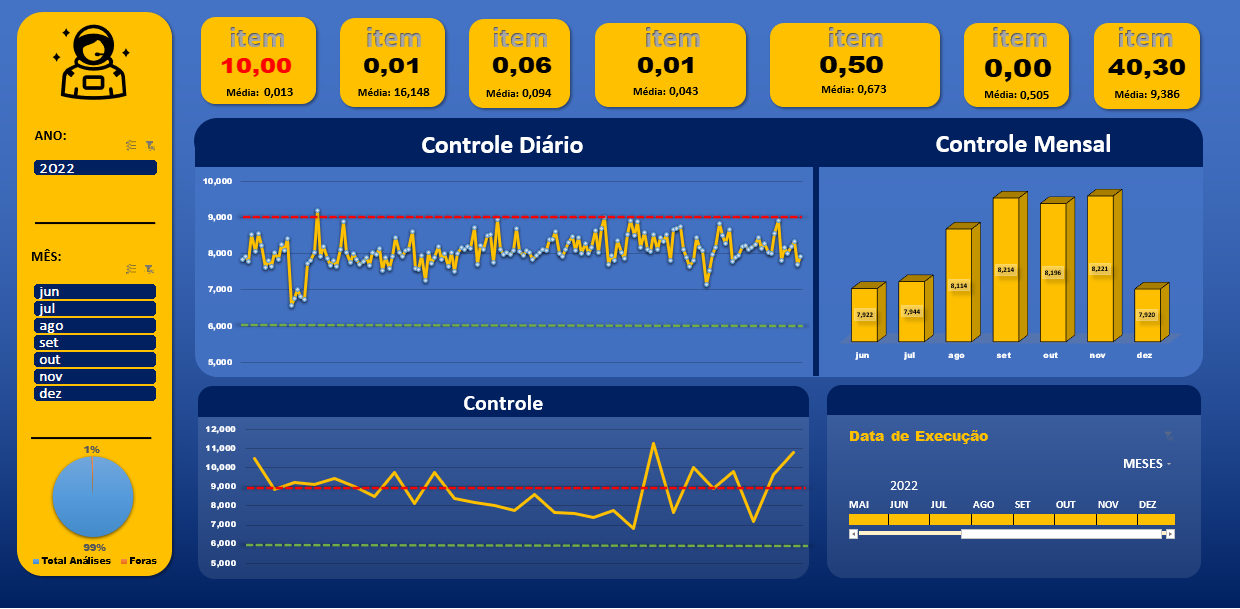 item
10,00
Média: 0,013
item
0,01
Média: 16,148
item
0,06
Média: 0,094
item
0,01
Média: 0,043
item
0,50
Média: 0,673
item
0,00
Média: 0,505
item
40,30
Média: 9,386
ANO:
2022
MÊS:
jun
jul
ago
set
out
nov
dez
1%
99%
Total Análises Foras
Controle Diário
10,000
9,000
8,000
7,000
6,000
5,000
Controle Mensal
7,922 7,944 8,114 8,214 8,196 8,221 7,920
jun jul ago set out nov dez
Controle
12,000
11,000
10,000
9,000
8,000
7,000
6,000
5,000
Data de Execução
MESES
2022
MAI JUN JUL AGO SET OUT NOV DEZ